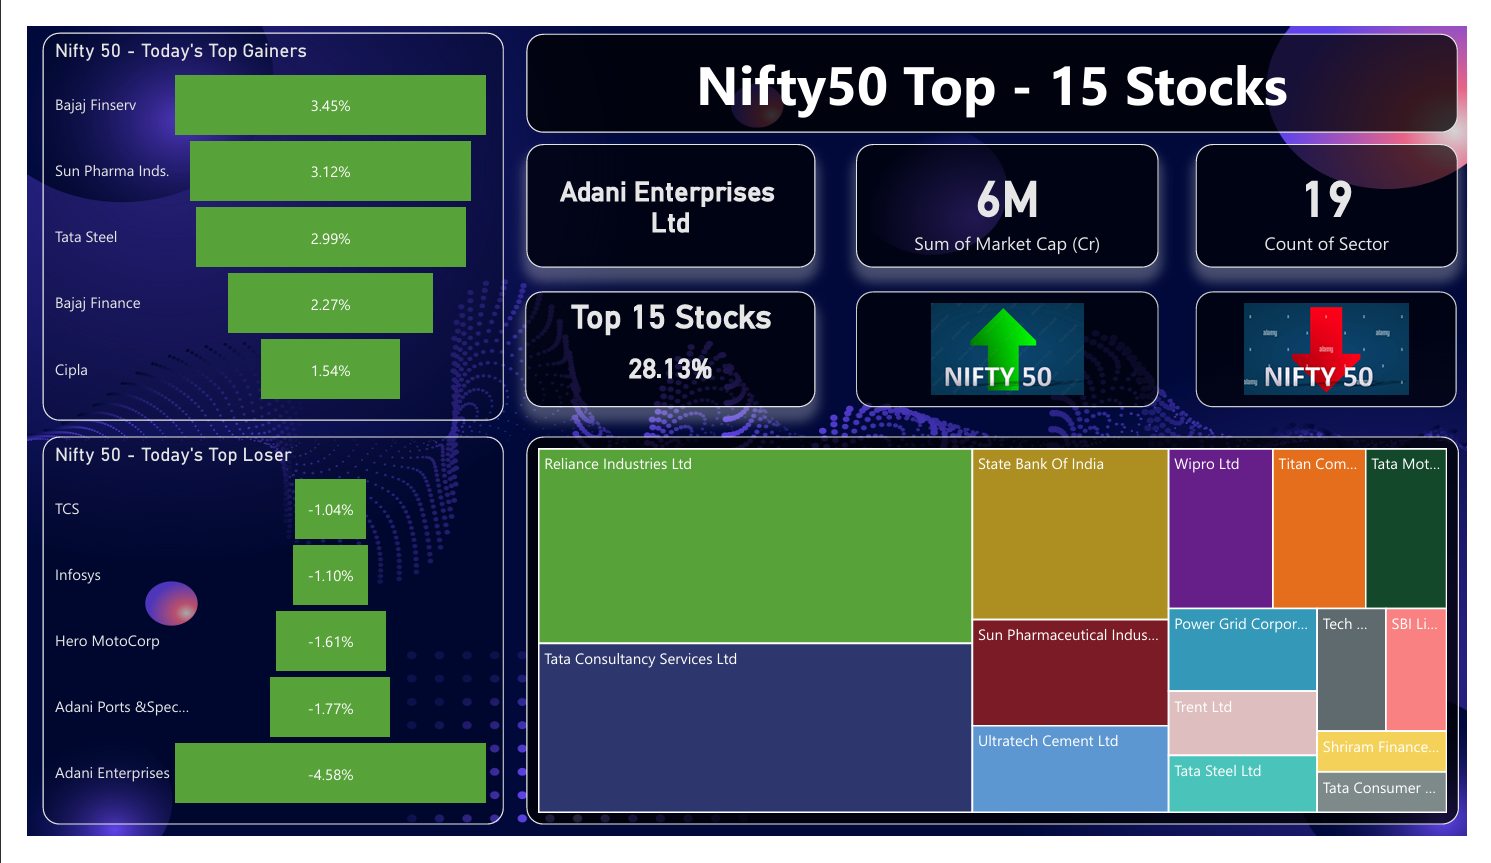 Nifty 50 - Today's Top Gainers
Bajaj Finserv
3.45%
Sun Pharma Inds.
3.12%
Tata Steel
2.99%
Bajaj Finance
2.27%
Cipla
1.54%
Nifty50 Top - 15 Stocks
Adani Enterprises
Ltd
6M
Sum of Market Cap (Cr)
19
Count of Sector
Top 15 Stocks
28.13%
NIFTY 50
alamy
alamy
alamy
alamy
alamy
NIFTY 50
Nifty 50 - Today's Top Loser
TCS
-1.04%
Infosys
-1.10%
Hero MotoCorp
-1.61%
Adani Ports &Spec...
-1.77%
Adani Enterprises
-4.58%
Reliance Industries Ltd
Tata Consultancy Services Ltd
State Bank Of India
Sun Pharmaceutical Indus...
Ultratech Cement Ltd
Wipro Ltd
Titan Com...
Tata Mot...
Power Grid Corpor...
Tech ...
SBI Li...
Trent Ltd
Tata Steel Ltd
Shriram Finance...
Tata Consumer ...